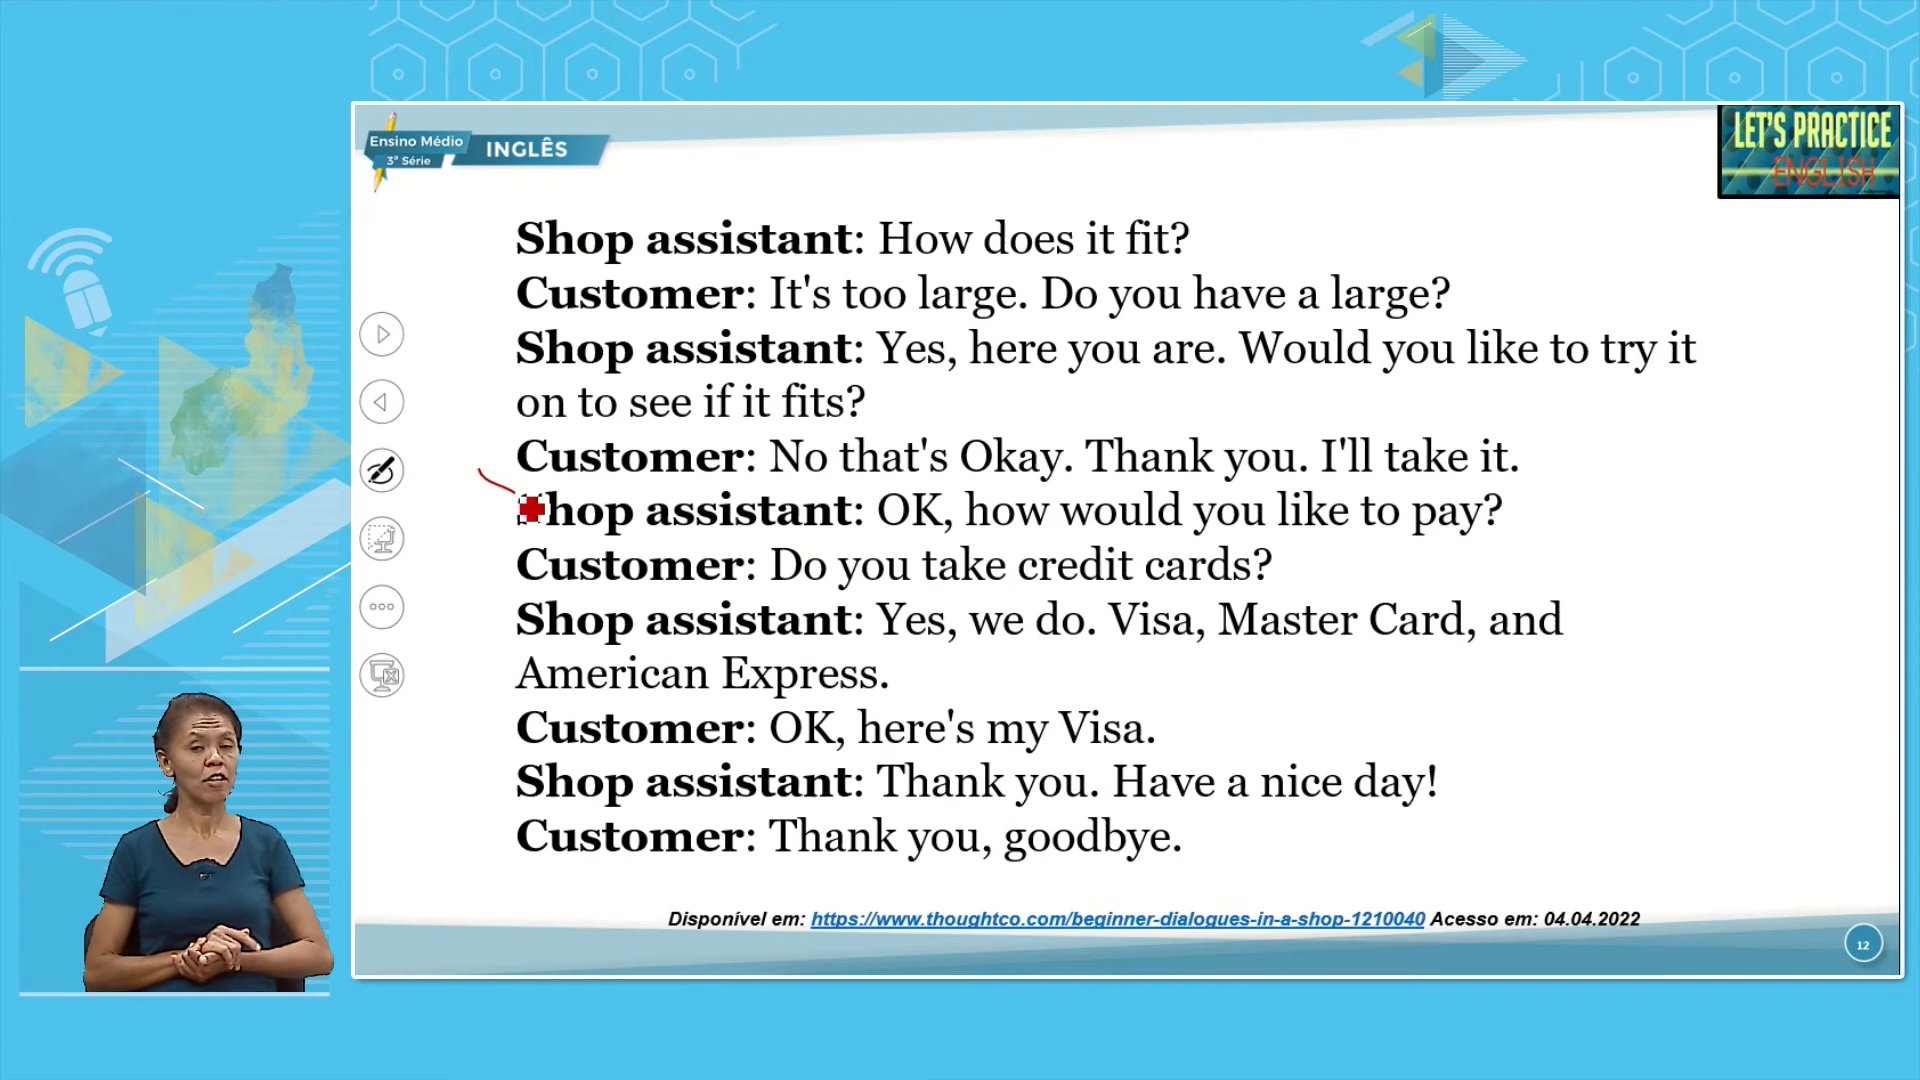 Ensino Médio
3ª Série
INGLÊS
LET'S PRACTICE
ENGLISH
Shop assistant: How does it fit?
Customer: It's too large. Do you have a large?
Shop assistant: Yes, here you are. Would you like to try it
on to see if it fits?
Customer: No that's Okay. Thank you. I'll take it.
hop assistant: OK, how would you like to pay?
Customer: Do you take credit cards?
Shop assistant: Yes, we do. Visa, Master Card, and
American Express.
Customer: OK, here's my Visa.
Shop assistant: Thank you. Have a nice day!
Customer: Thank you, goodbye.
Disponível em: https://www.thoughtco.com/beginner-dialogues-in-a-shop-1210040 Acesso em: 04.04.2022
12